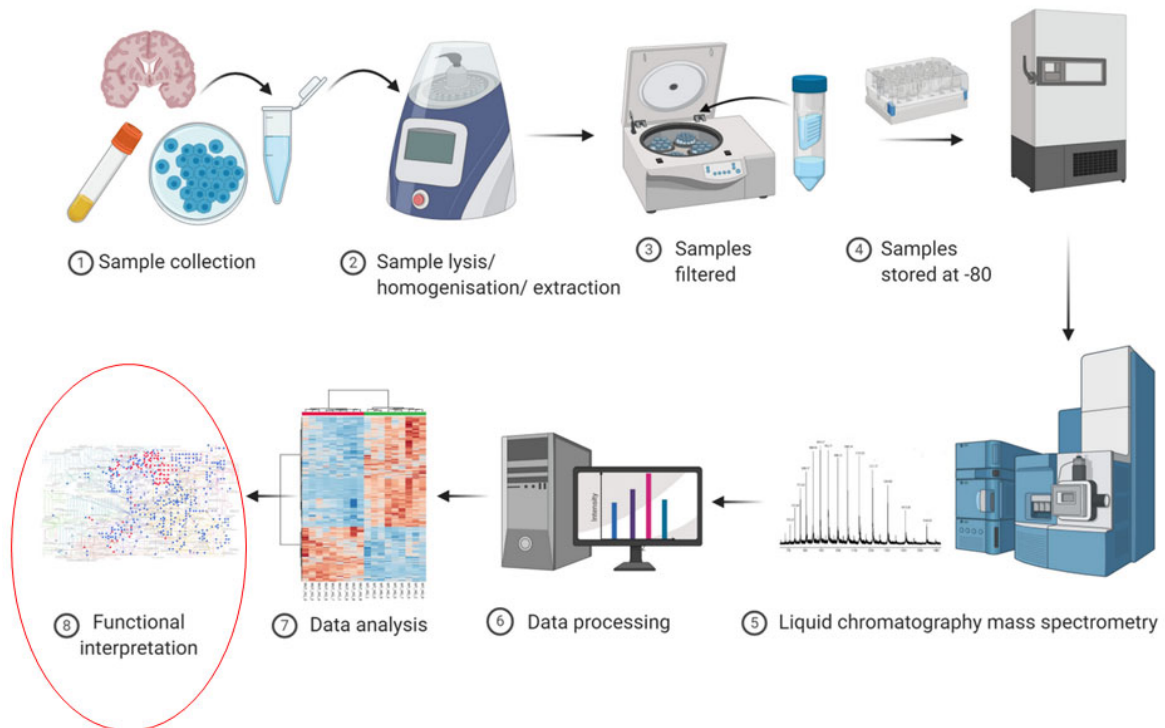 ① Sample collection
② Sample lysis/
homogenisation/ extraction
③ Samples
filtered
④ Samples
stored at -80
⑤ Liquid chromatography mass spectrometry
Intensity
⑥ Data processing
⑦ Data analysis
⑧ Functional
interpretation